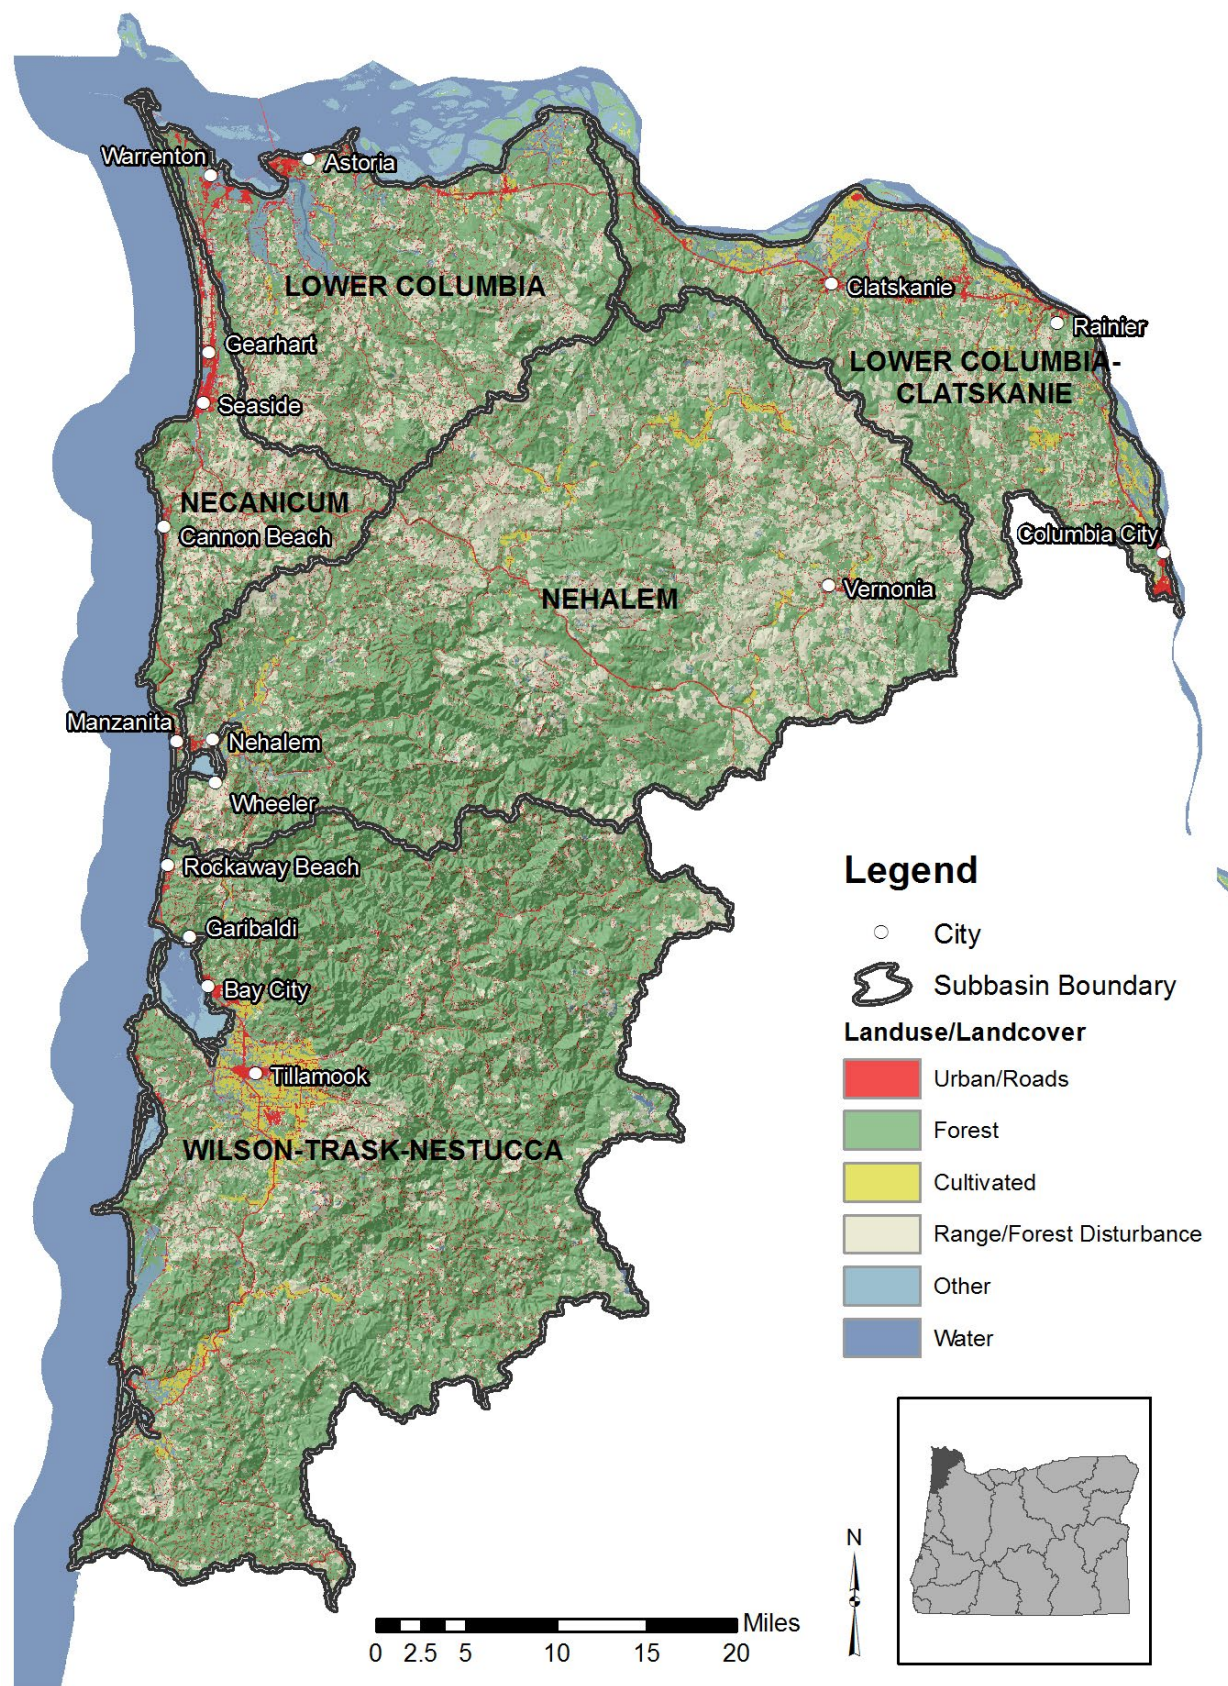 Warrenton
Astoria
LOWER COLUMBIA
Clatskanie
Rainier
Gearhart
LOWER COLUMBIA-
CLATSKANIE
Seaside
NECANICUM
Cannon Beach
Columbia City
NEHALEM
Vernonia
Manzanita
Nehalem
Wheeler
Rockaway Beach
Garibaldi
Bay City
Tillamook
WILSON-TRASK-NESTUCCA
Legend
City
Subbasin Boundary
Landuse/Landcover
Urban/Roads
Forest
Cultivated
Range/Forest Disturbance
Other
Water
N
Miles
0 2.5 5 10 15 20